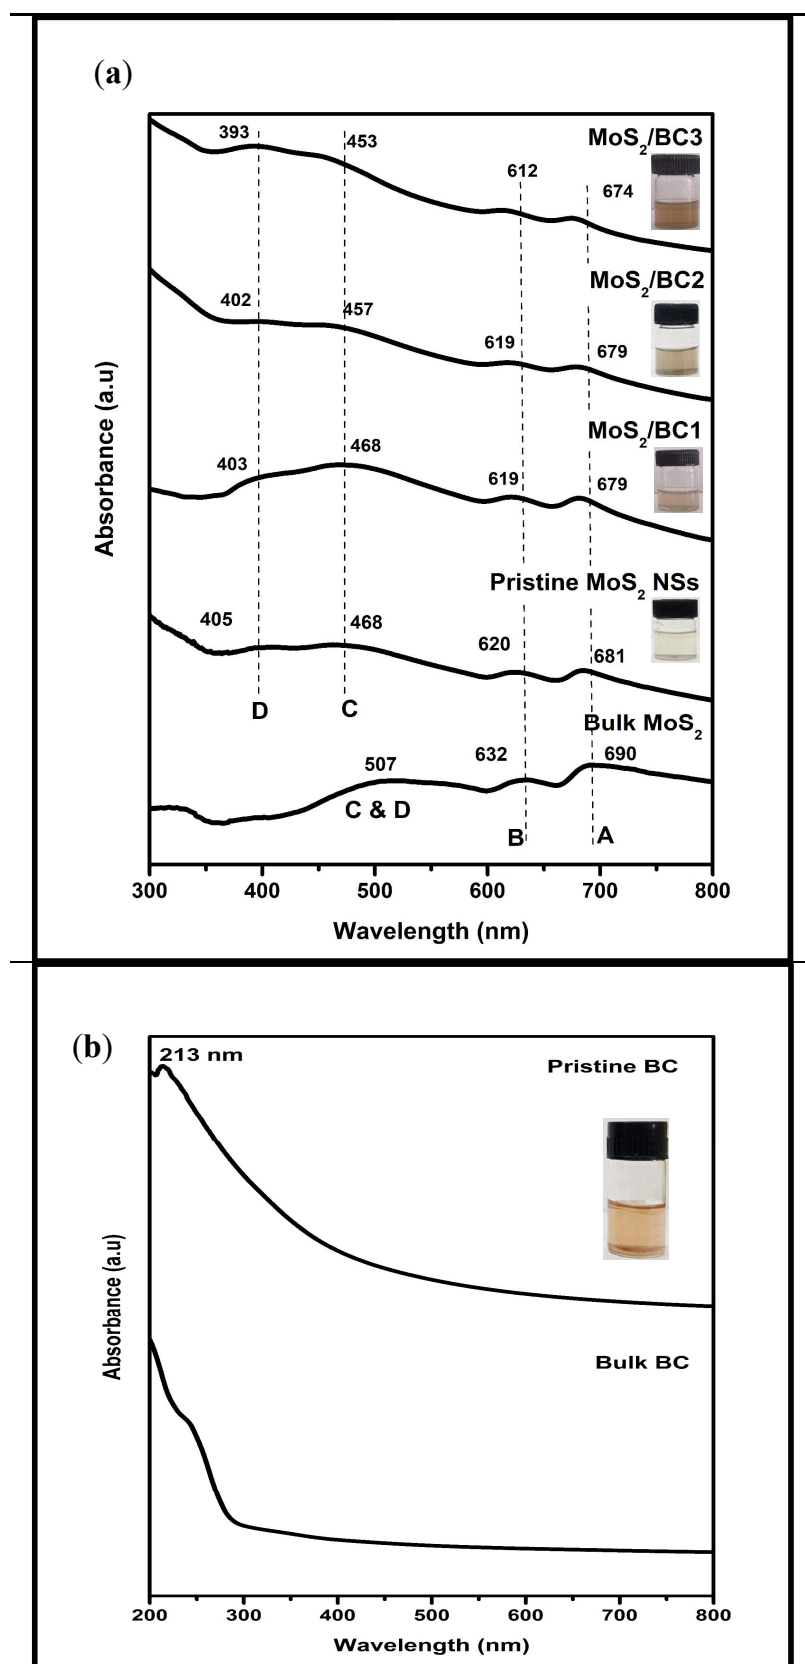 (a)
393
453
612
674
MoS2/BC3
402
457
619
679
MoS2/BC2
403
468
619
679
MoS2/BC1
405
468
620
681
Pristine MoS2 NSs
D
C
Bulk MoS2
507
632
690
C & D
B
A
Absorbance (a.u)
300 400 500 600 700 800
Wavelength (nm)
(b)
213 nm
Pristine BC
Bulk BC
Absorbance (a.u)
200 300 400 500 600 700 800
Wavelength (nm)